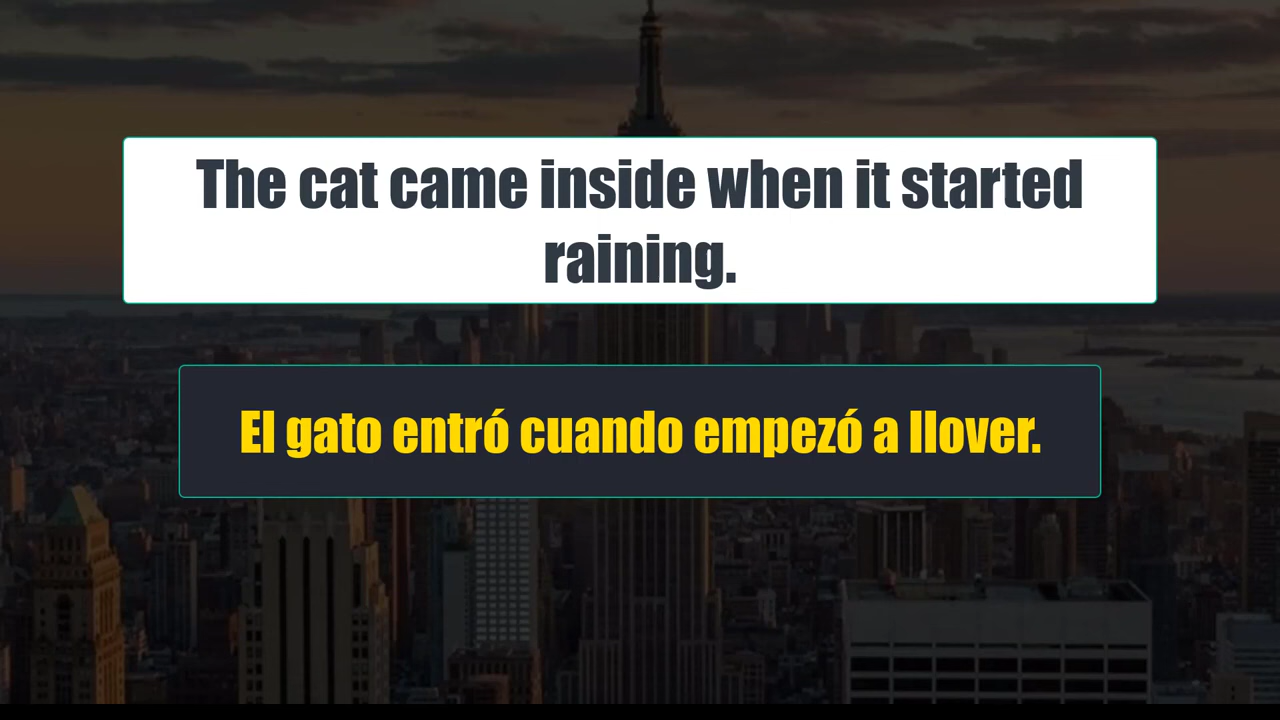 The cat came inside when it started
raining.
El gato entró cuando empezó a llover.